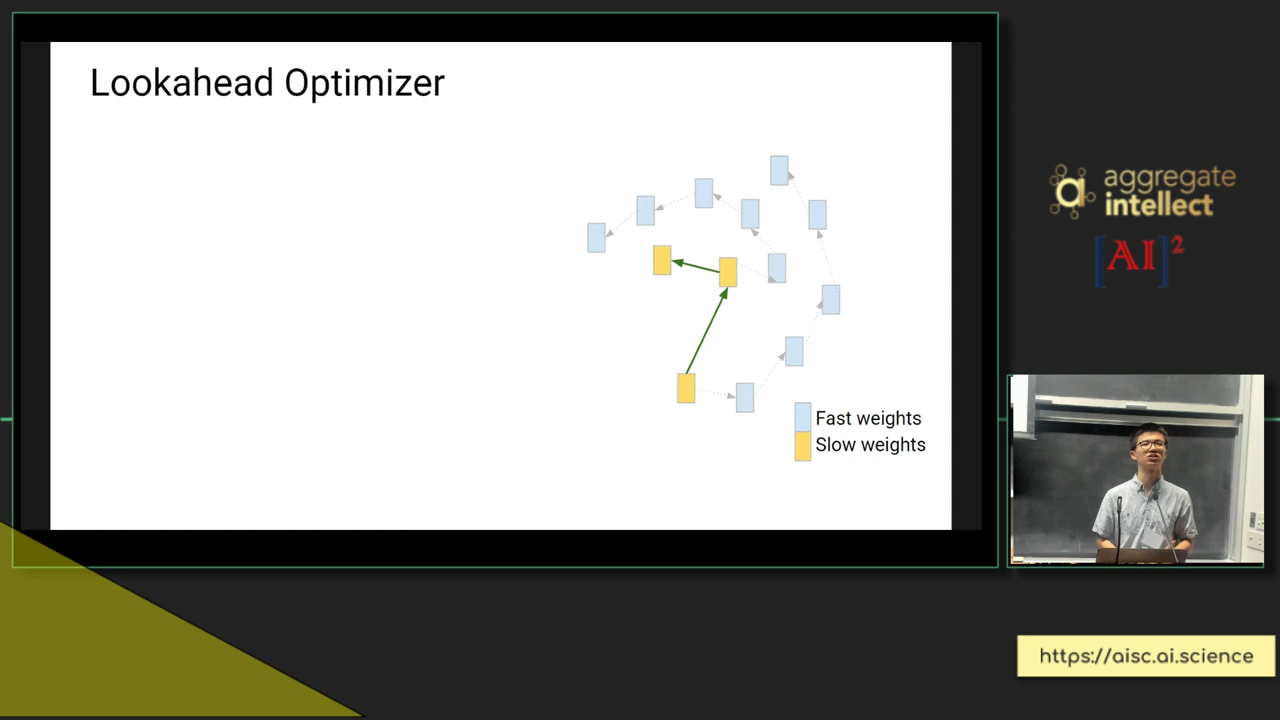 Lookahead Optimizer
Fast weights
Slow weights
aggregate
intellect
[AI]²
https://aisc.ai.science